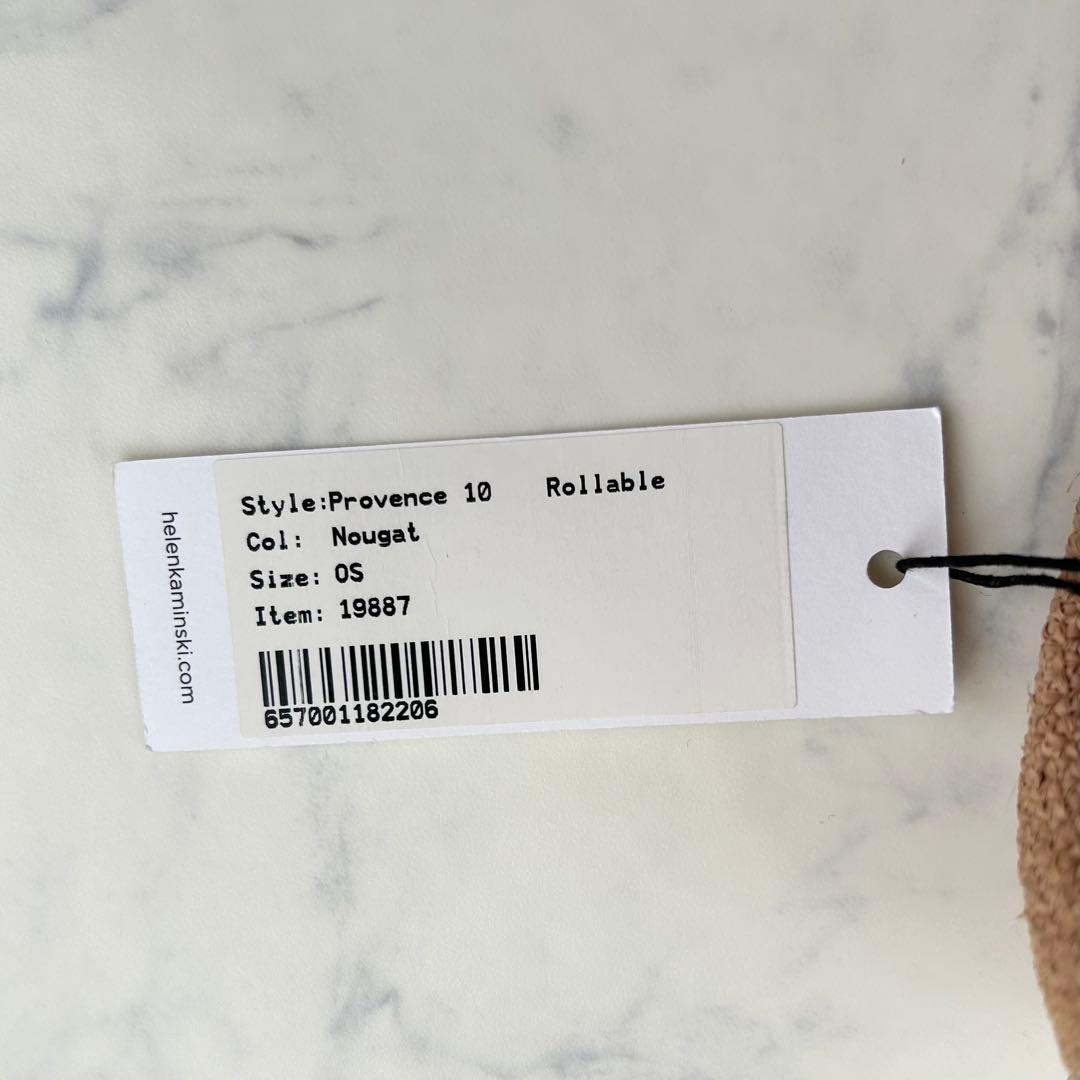 Style:Provence 10 Rollable
Col: Nougat
Size: OS
Item: 19887
657001182206
helenkaminski.com